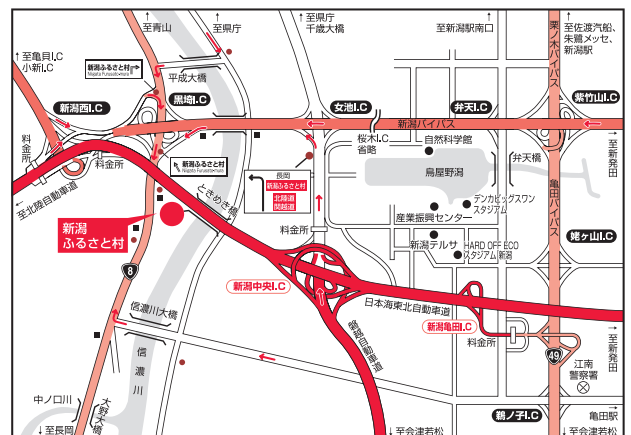 ↑至青山
↑至県庁
↑至県庁
千歳大橋
至新潟駅南口
↑
栗ノ木バイパス
↑至佐渡汽船、
朱鷺メッセ、
新潟駅
↑至亀貝I.C
小新I.C
新潟ふるさと村
Niigata Furusato-mura
平成大橋
新潟西I.C
黒埼I.C
女池I.C
弁天I.C
紫竹山I.C
新潟バイパス
料金所
料金所
新潟ふるさと村
Niigata Furusato-mura
桜木I.C
省略
自然科学館
弁天橋
→至新発田
長岡
新潟ふるさと村
北陸道
関越道
鳥屋野潟
亀田バイパス
←至北陸自動車道
ときめき橋
デンカビッグスワン
スタジアム
産業振興センター
新潟
ふるさと村
料金所
新潟テルサ
HARD OFF ECO
スタジアム新潟
姥ヶ山I.C
8
新潟中央I.C
日本海東北自動車道
信濃川大橋
新潟亀田I.C
磐越自動車道
料金所
→至新発田
信濃川
49
江南
警察署
中ノ口川
大野大橋
鵜ノ子I.C
亀田駅
↓至長岡
↓至会津若松
↓至会津若松